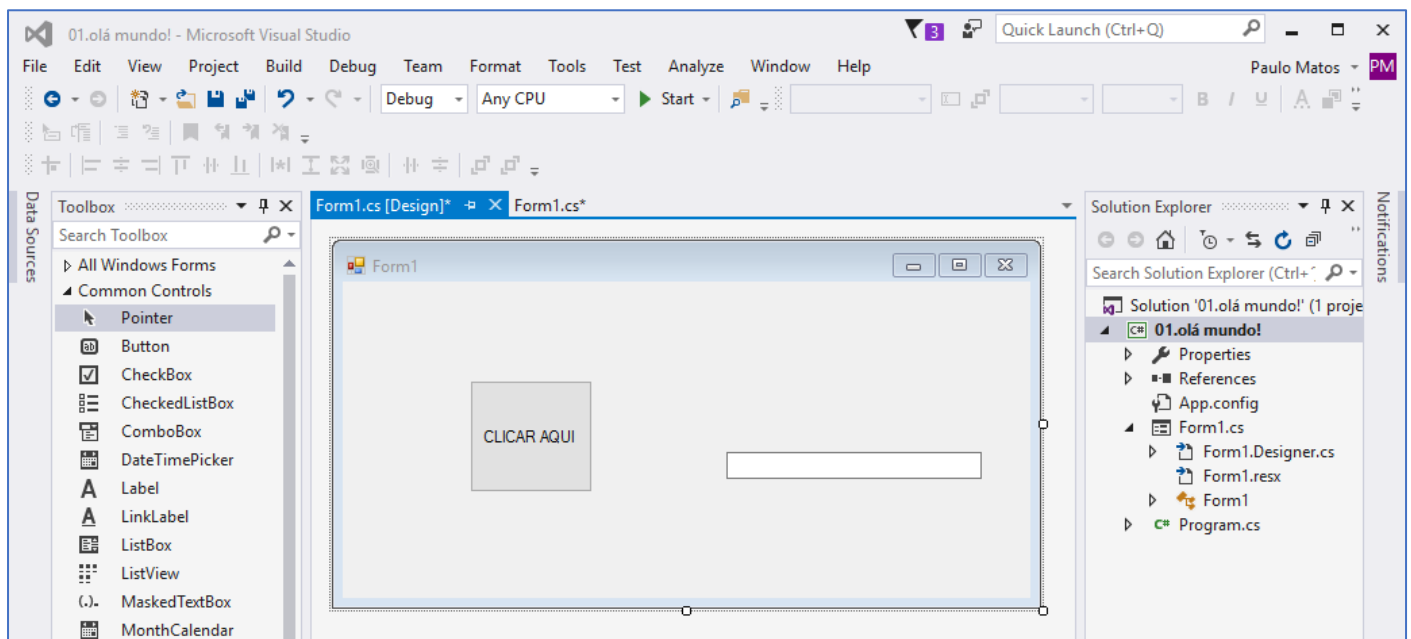 01.olá mundo! - Microsoft Visual Studio
3
Quick Launch (Ctrl+Q)
File Edit View Project Build Debug Team Format Tools Test Analyze Window Help
Paulo Matos PM
Debug Any CPU Start
B I U A
Data Sources
Toolbox
Search Toolbox
All Windows Forms
Common Controls
Pointer
Button
CheckBox
CheckedListBox
ComboBox
DateTimePicker
Label
LinkLabel
ListBox
ListView
MaskedTextBox
MonthCalendar
Form1.cs [Design]* Form1.cs*
Form1
CLICAR AQUI
Solution Explorer
Search Solution Explorer (Ctrl+
Solution '01.olá mundo!' (1 proje
C# 01.olá mundo!
Properties
References
App.config
Form1.cs
Form1.Designer.cs
Form1.resx
Form1
C# Program.cs
Notifications